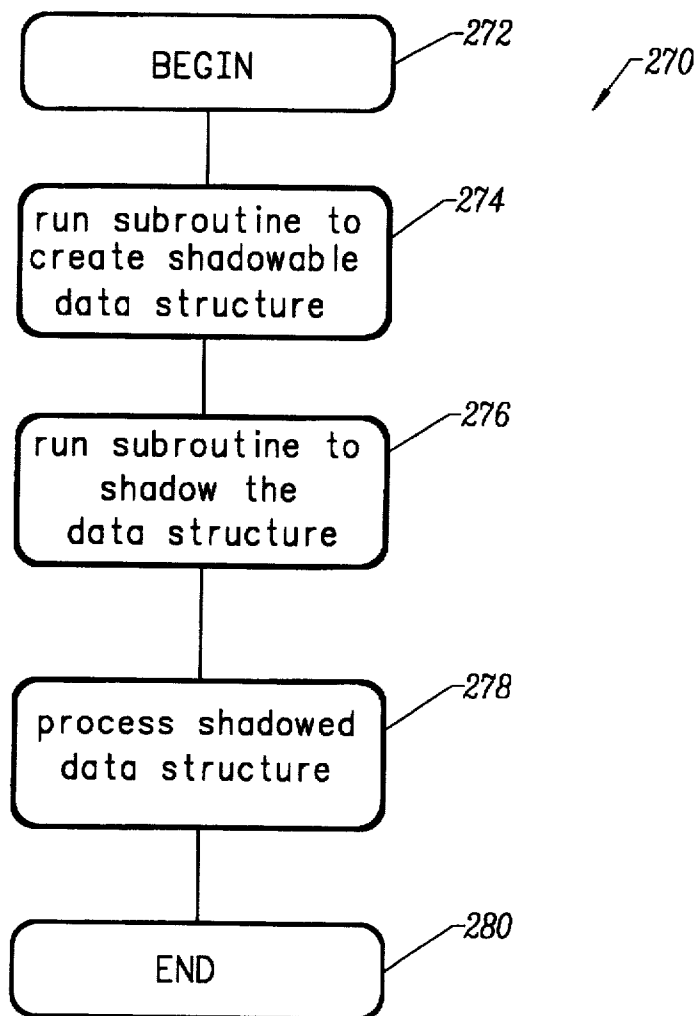 BEGIN
272
270
run subroutine to
create shadowable
data structure
274
run subroutine to
shadow the
data structure
276
process shadowed
data structure
278
END
280